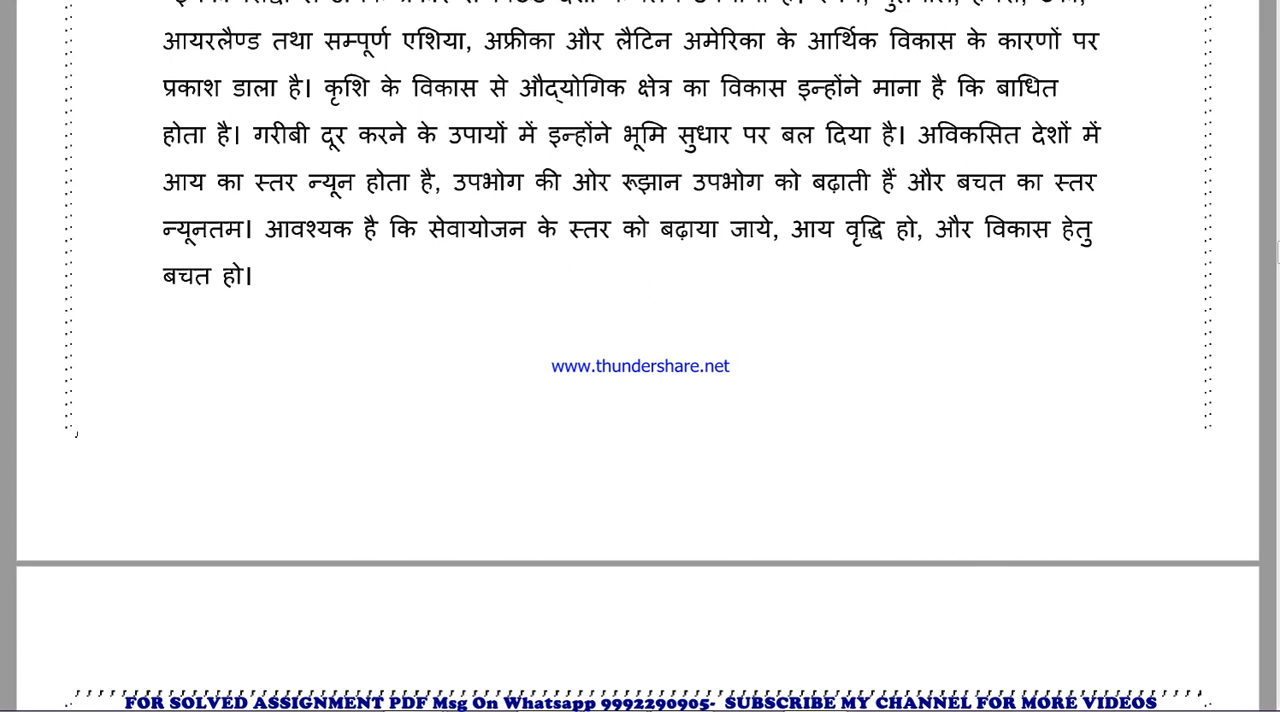 आयरलैण्ड तथा सम्पूर्ण एशिया, अफ्रीका और लैटिन अमेरिका के आर्थिक विकास के कारणों पर
प्रकाश डाला है। कृशि के विकास से औद्योगिक क्षेत्र का विकास इन्होंने माना है कि बाधित
होता है। गरीबी दूर करने के उपायों में इन्होंने भूमि सुधार पर बल दिया है। अविकसित देशों में
आय का स्तर न्यून होता है, उपभोग की ओर रूझान उपभोग को बढ़ाती हैं और बचत का स्तर
न्यूनतम। आवश्यक है कि सेवायोजन के स्तर को बढ़ाया जाये, आय वृद्धि हो, और विकास हेतु
बचत हो।
www.thundershare.net
FOR SOLVED ASSIGNMENT PDF Msg On Whatsapp 9992290905- SUBSCRIBE MY CHANNEL FOR MORE VIDEOS